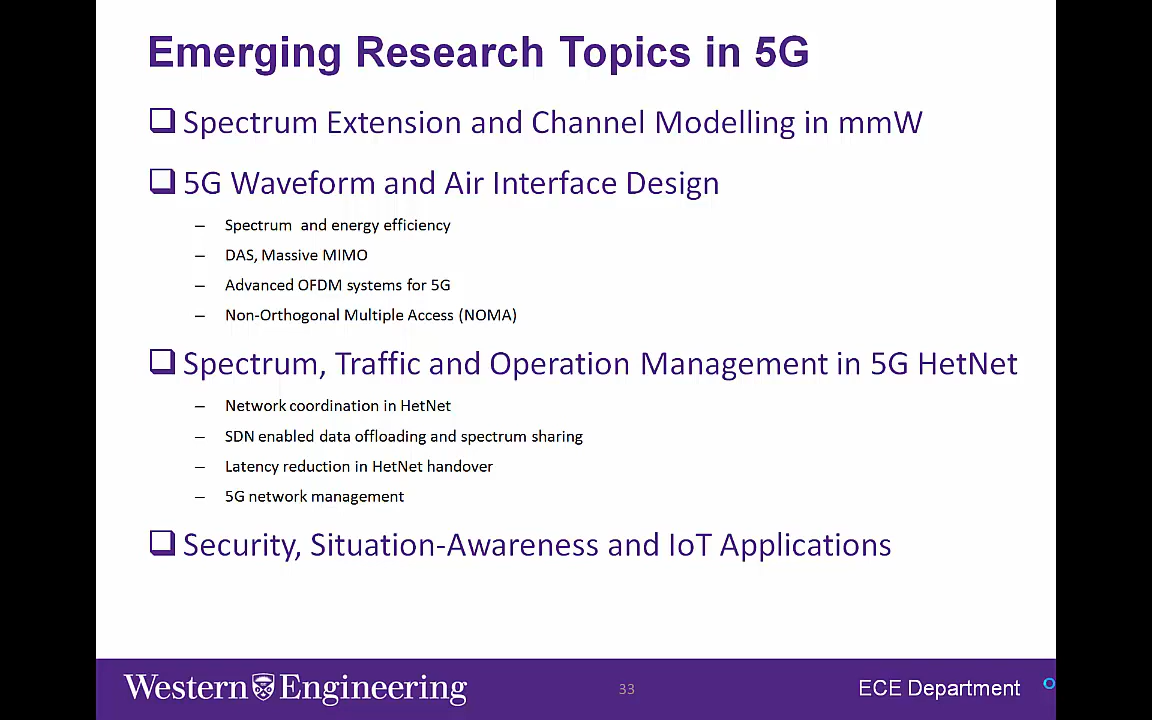 Emerging Research Topics in 5G
Spectrum Extension and Channel Modelling in mmW
5G Waveform and Air Interface Design
– Spectrum and energy efficiency
– DAS, Massive MIMO
– Advanced OFDM systems for 5G
– Non-Orthogonal Multiple Access (NOMA)
Spectrum, Traffic and Operation Management in 5G HetNet
– Network coordination in HetNet
– SDN enabled data offloading and spectrum sharing
– Latency reduction in HetNet handover
– 5G network management
Security, Situation-Awareness and IoT Applications
Western Engineering 33 ECE Department